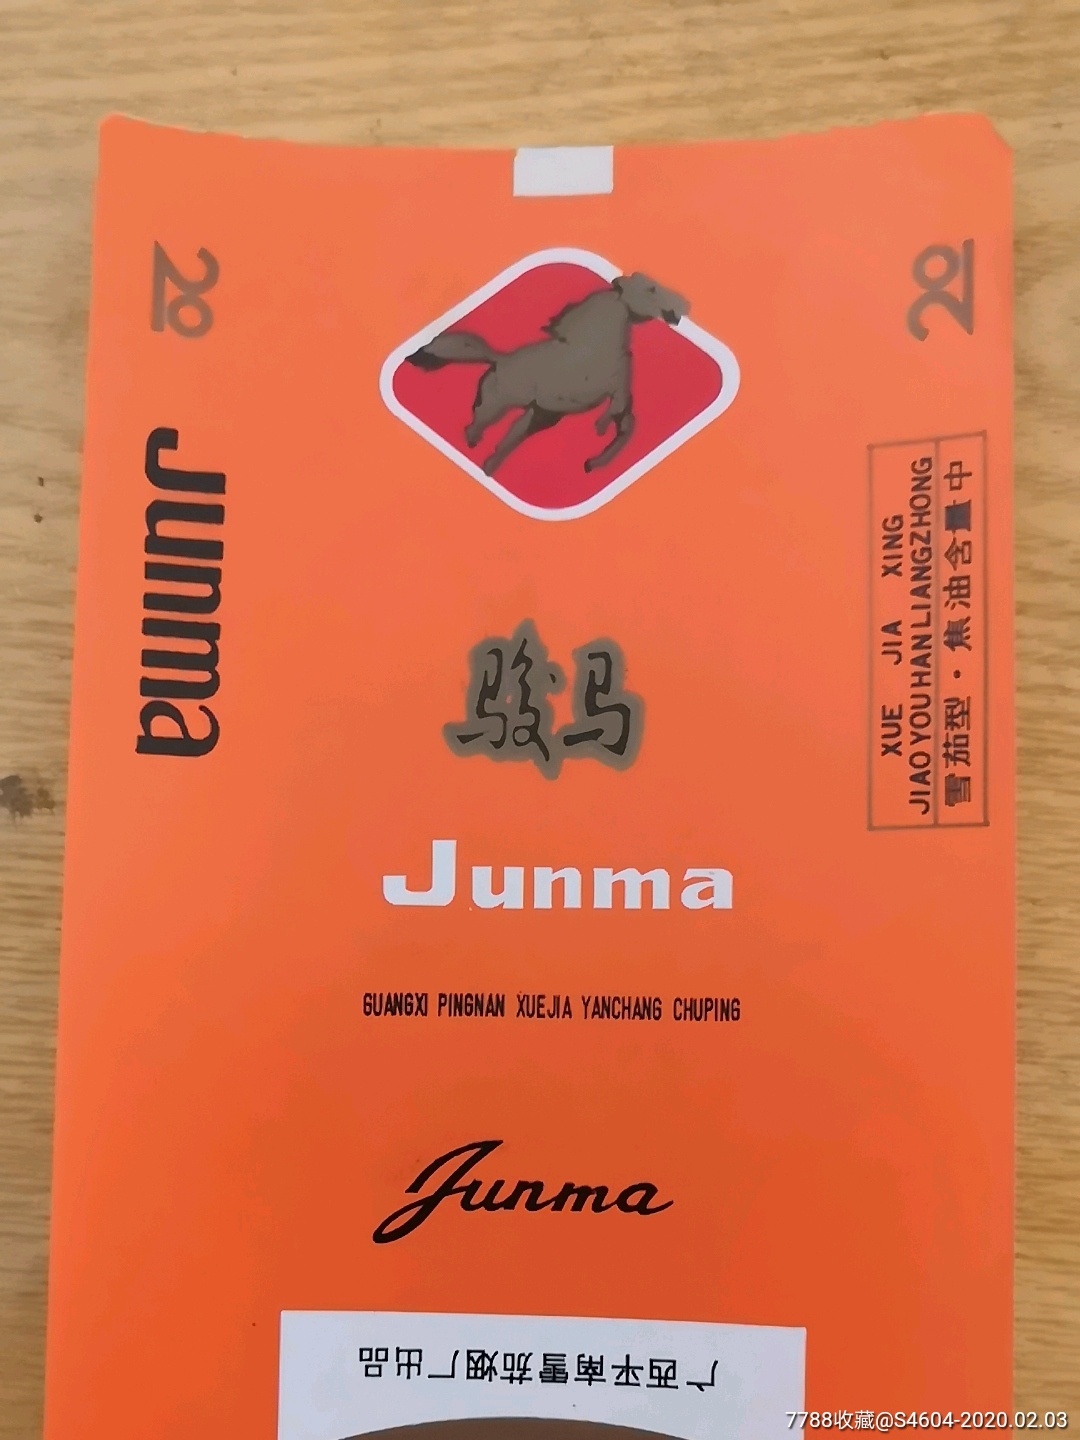 20
20
Junma
XUE JIA XING
JIAO YOU HAN LIANG ZHONG
雪茄型·焦油含量中
骏马
Junma
GUANGXI PINGNAN XUEJIA YANCHANG CHUPING
Junma
广西平南雪茄烟厂出品
7788收藏@S4604-2020.02.03